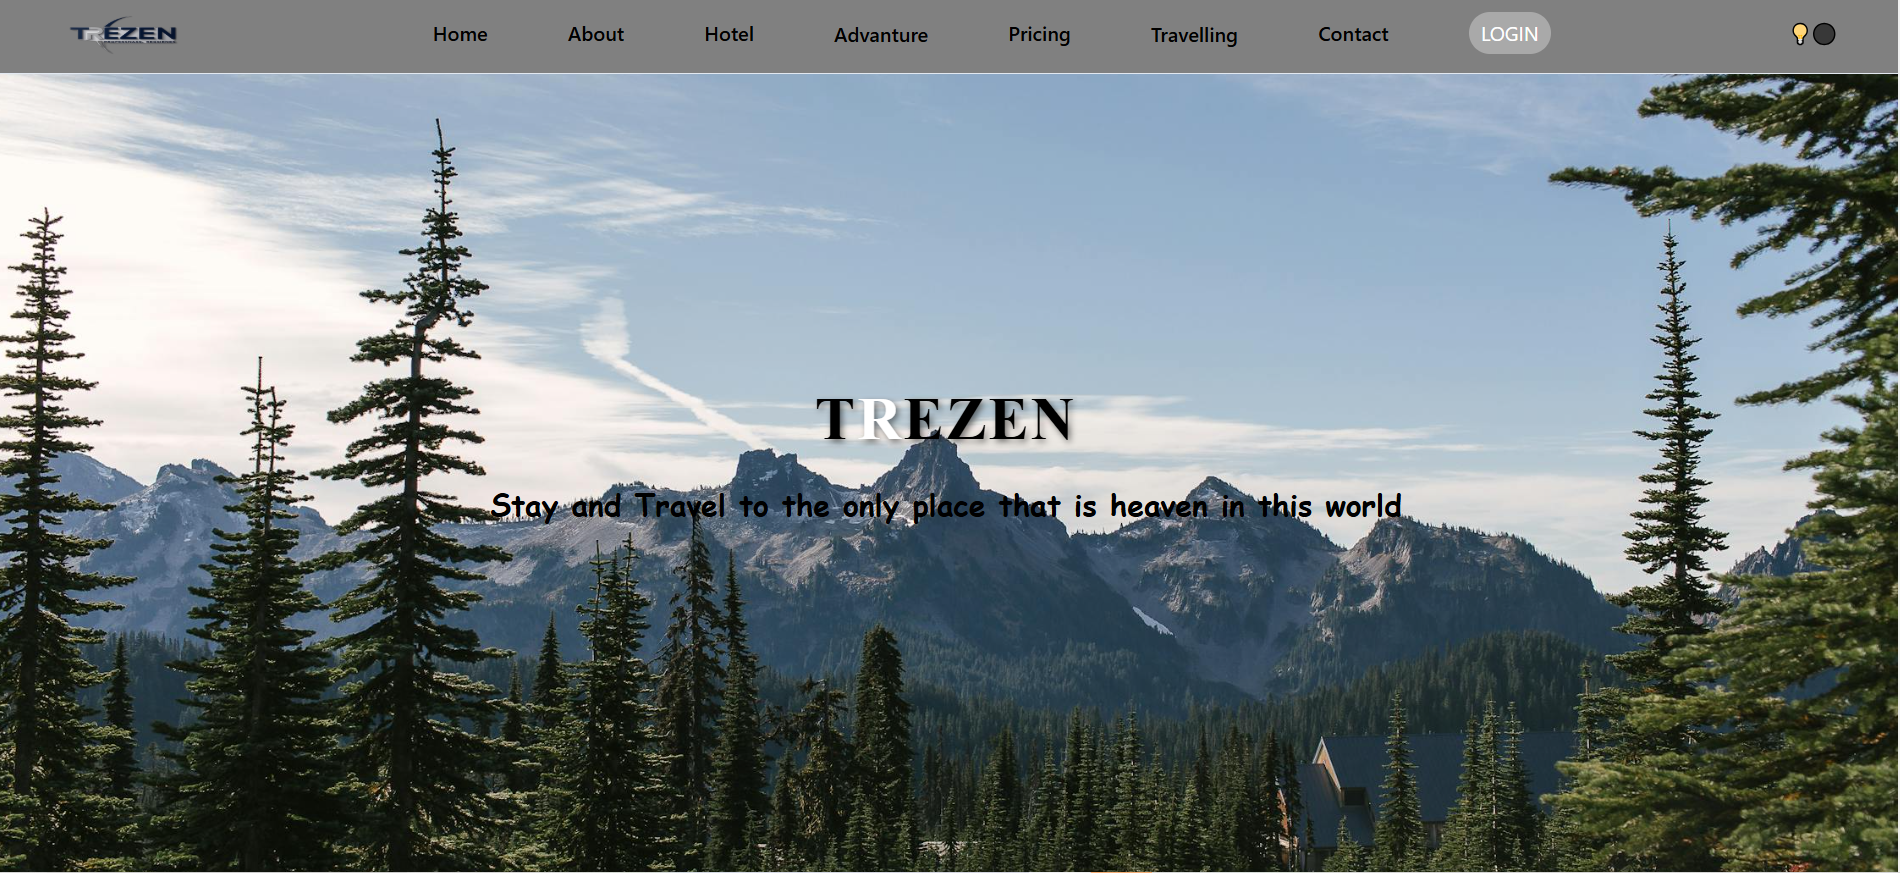 TREZEN
Home
About
Hotel
Advanture
Pricing
Travelling
Contact
LOGIN
TREZEN
Stay and Travel to the only place that is heaven in this world